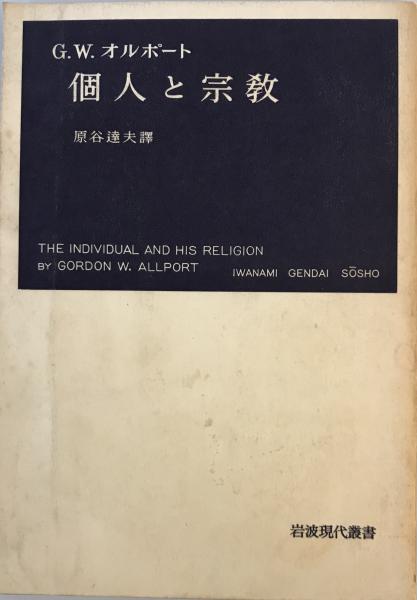 G.W. オルポート
個人と宗教
原谷達夫譯
THE INDIVIDUAL AND HIS RELIGION
BY GORDON W. ALLPORT IWANAMI GENDAI SŌSHO
岩波現代叢書